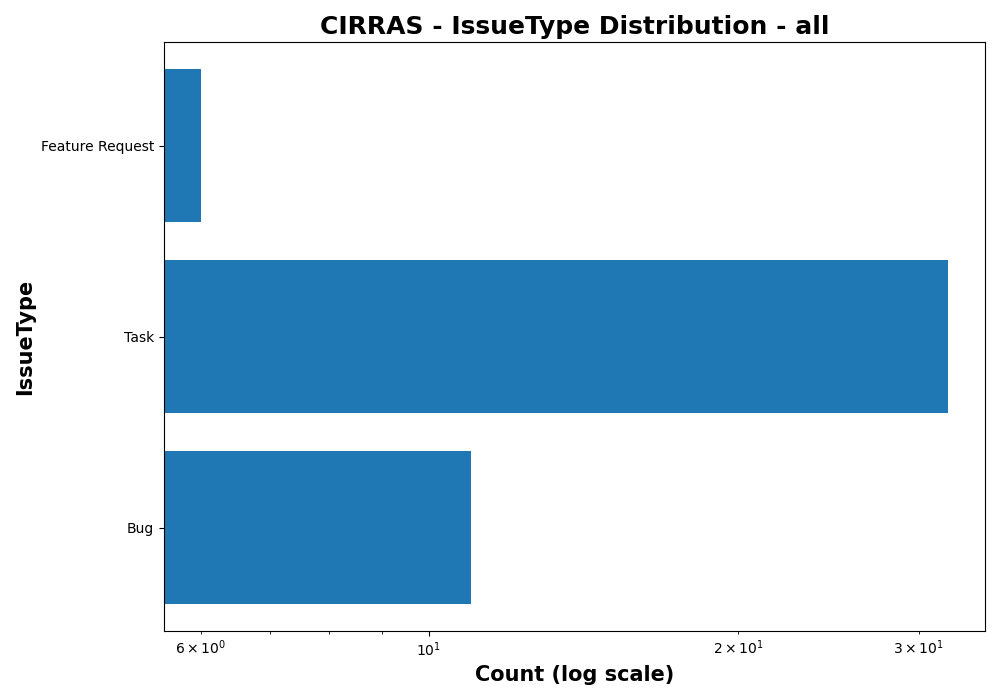 CIRRAS - IssueType Distribution - all
IssueType
Feature Request
Task
Bug
6 × 10⁰
10¹
2 × 10¹
3 × 10¹
Count (log scale)